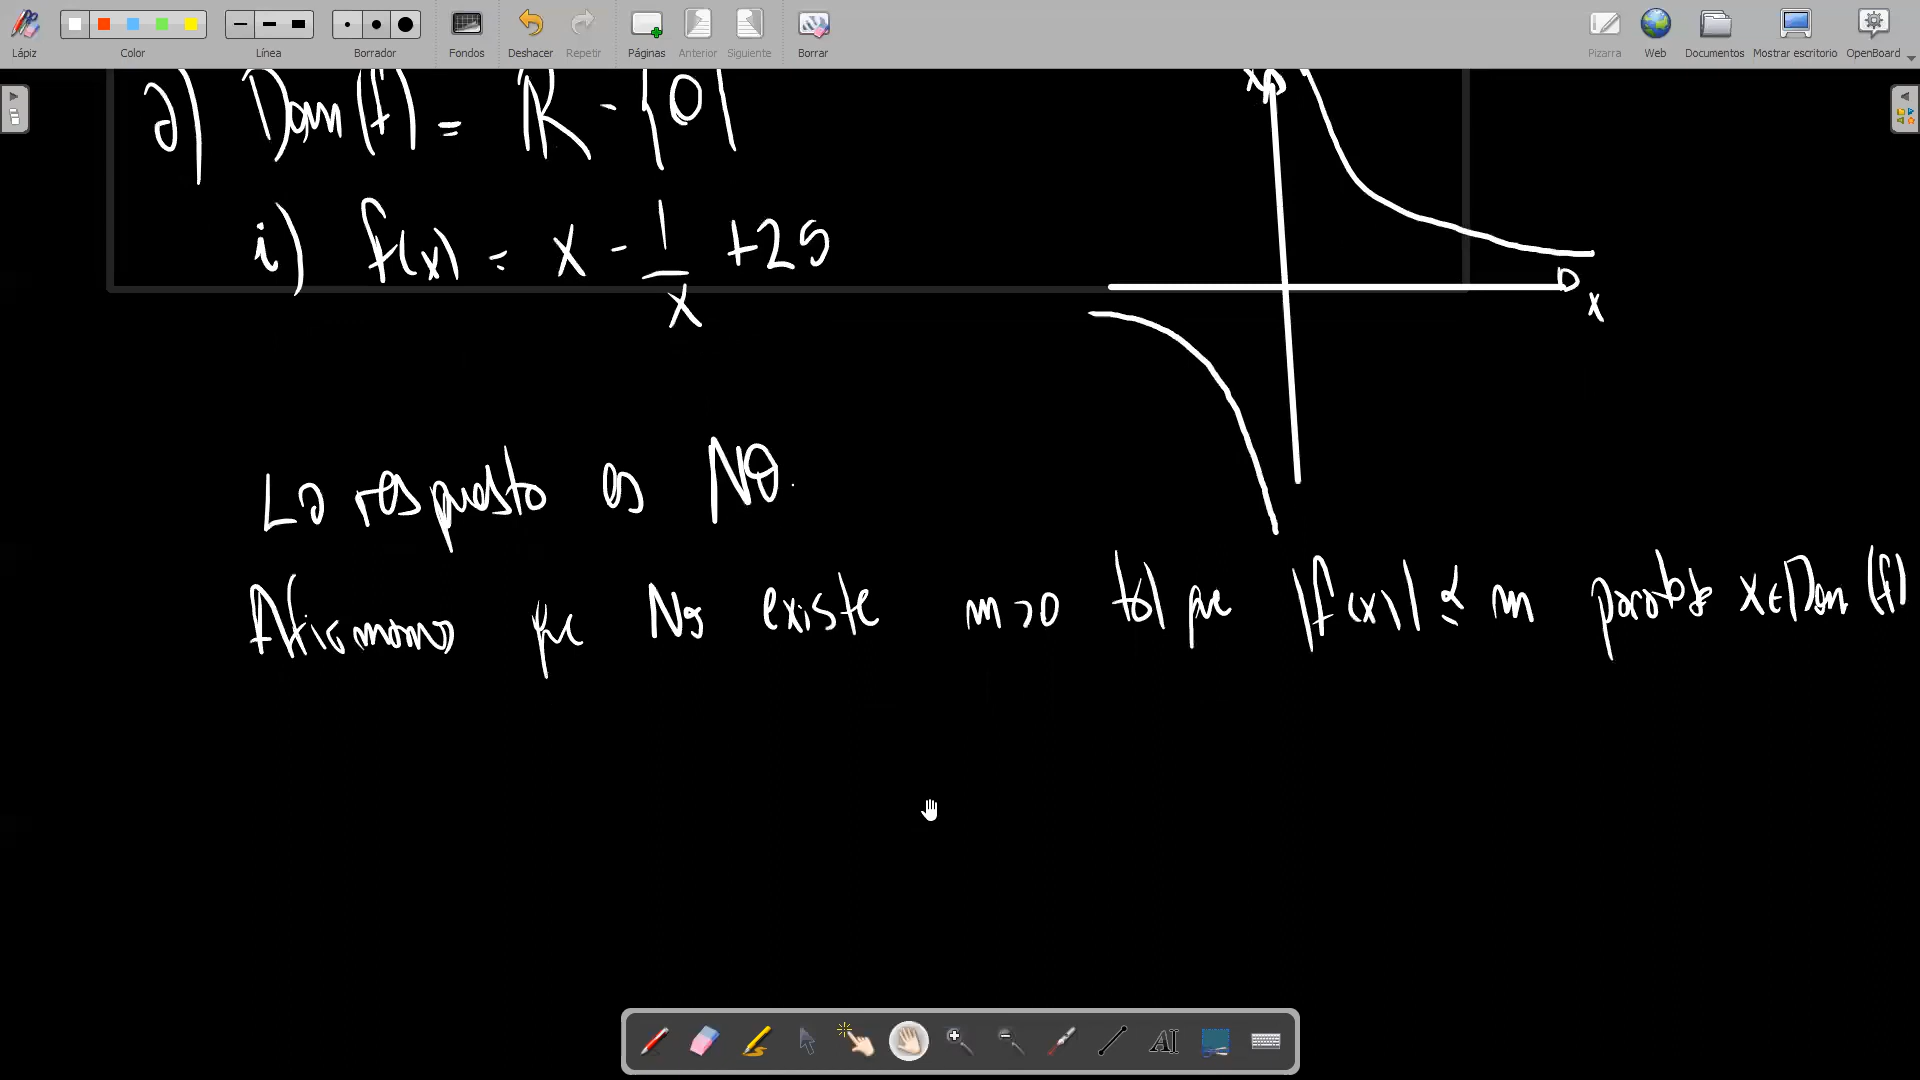 Lápiz Color Línea Borrador Fondos Deshacer Repetir Páginas Anterior Siguiente Borrar Pizarra Web Documentos Mostrar escritorio OpenBoard
a) Dom(f) = R - {0}
i) f(x) = x - 1/x + 25
x
La respuesta es NO.
Afirmamos que No existe m>0 tal que |f(x)| ≤ m para todo x∈Dom(f)
AI